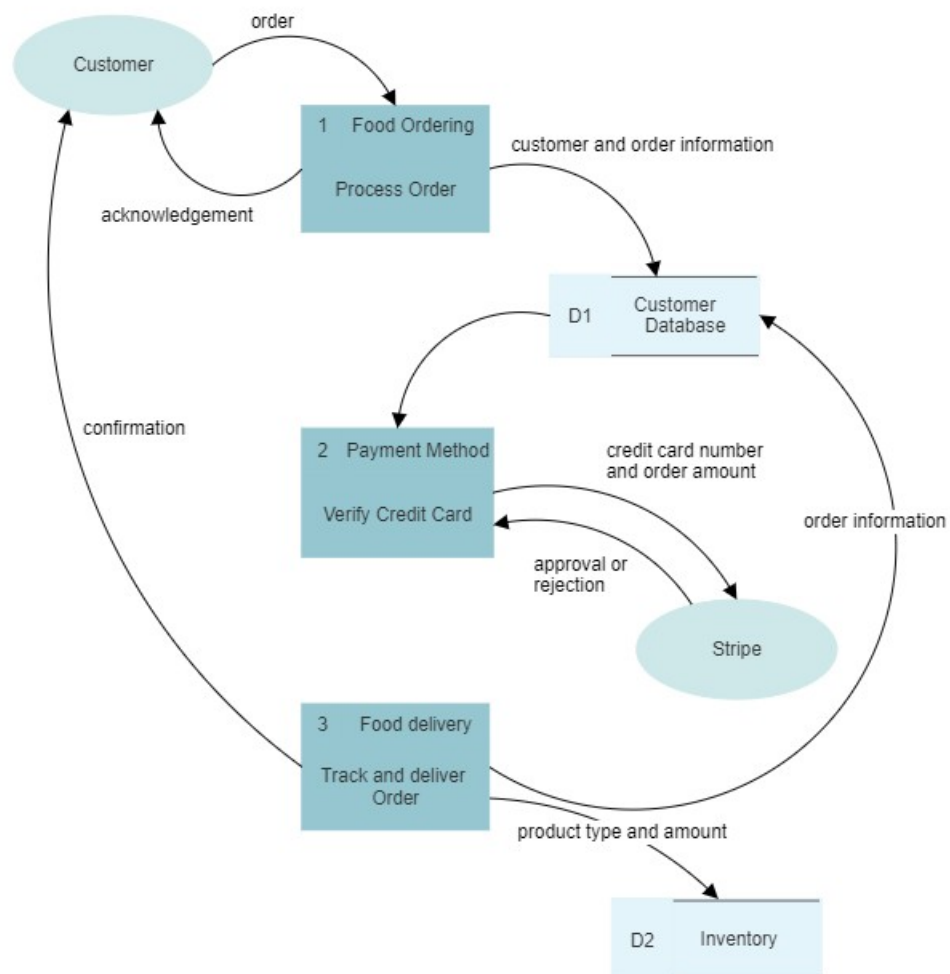 order
Customer
1 Food Ordering
Process Order
customer and order information
acknowledgement
D1
Customer
Database
confirmation
2 Payment Method
Verify Credit Card
credit card number
and order amount
order information
approval or
rejection
Stripe
3 Food delivery
Track and deliver
Order
product type and amount
D2 Inventory